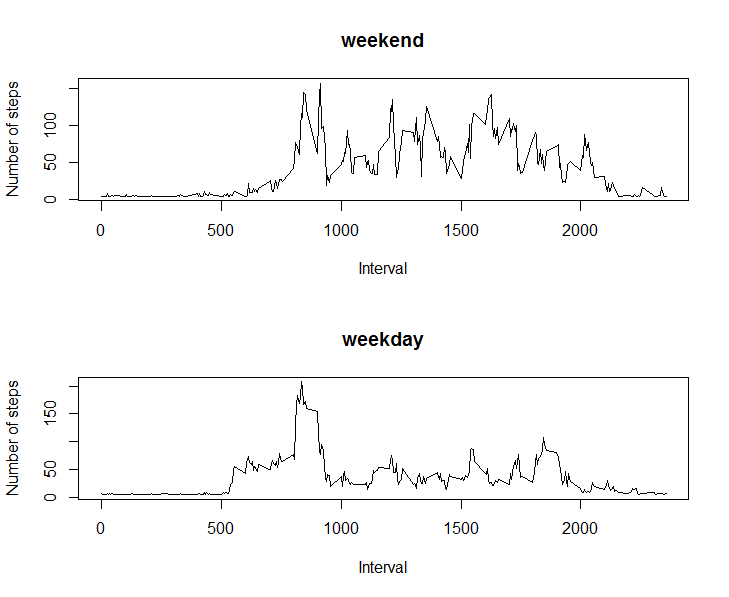 weekend
Number of steps
0 50 100
0 500 1000 1500 2000
Interval
weekday
Number of steps
0 50 150
0 500 1000 1500 2000
Interval